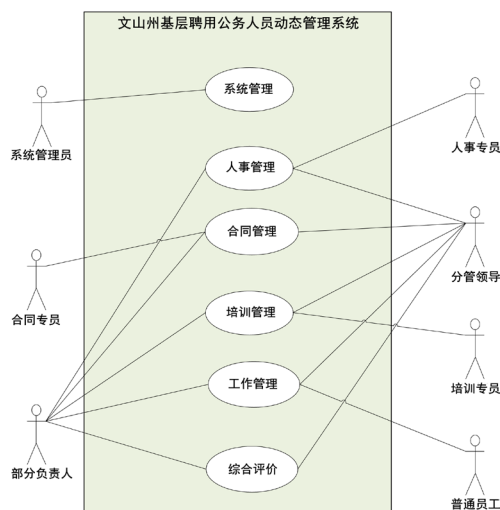 文山州基层聘用公务人员动态管理系统
系统管理
系统管理员
人事管理
人事专员
合同管理
分管领导
合同专员
培训管理
培训专员
工作管理
部分负责人
综合评价
普通员工